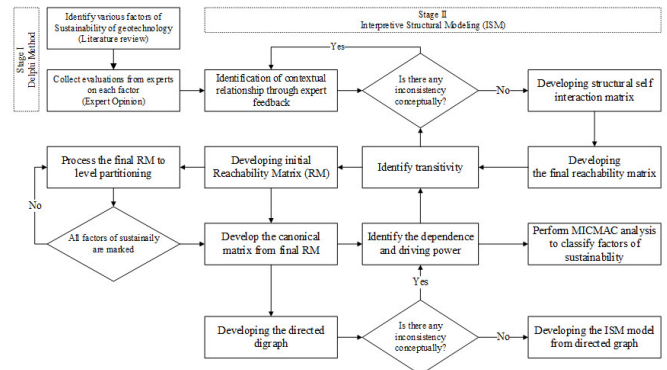 Stage I
Delphi Method
Identify various factors of
Sustainability of geotechnology
(Literature review)
Collect evaluations from experts
on each factor
(Expert Opinion)
Stage II
Interpretive Structural Modeling (ISM)
Yes
Identification of contextual
relationship through expert
feedback
Is there any
inconsistency
conceptually?
No
Developing structural self
interaction matrix
Process the final RM to
level partitioning
Developing initial
Reachability Matrix (RM)
Identify transitivity
Developing
the final reachability matrix
No
All factors of sustainaily
are marked
Develop the canonical
matrix from final RM
Identify the dependence
and driving power
Perform MICMAC analysis
to classify factors of
sustainability
Yes
Developing the directed
digraph
Is there any
inconsistency
conceptually?
No
Developing the ISM model
from directed graph